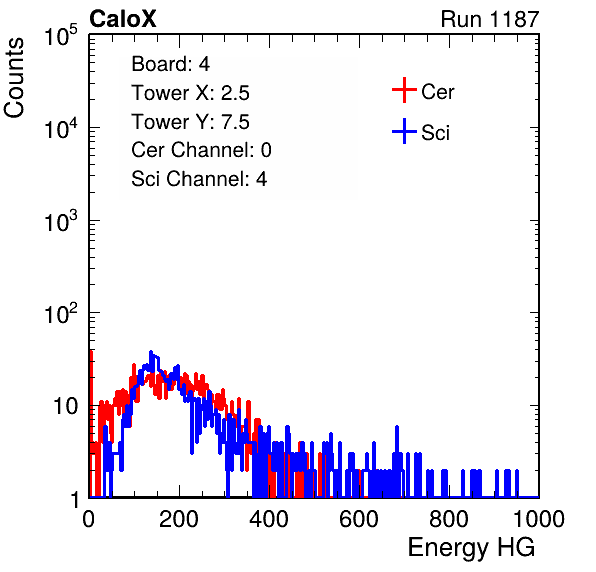 CaloX Run 1187
Counts
Board: 4
Tower X: 2.5
Tower Y: 7.5
Cer Channel: 0
Sci Channel: 4
Cer
Sci
10^5
10^4
10^3
10^2
10
1
0 200 400 600 800 1000
Energy HG